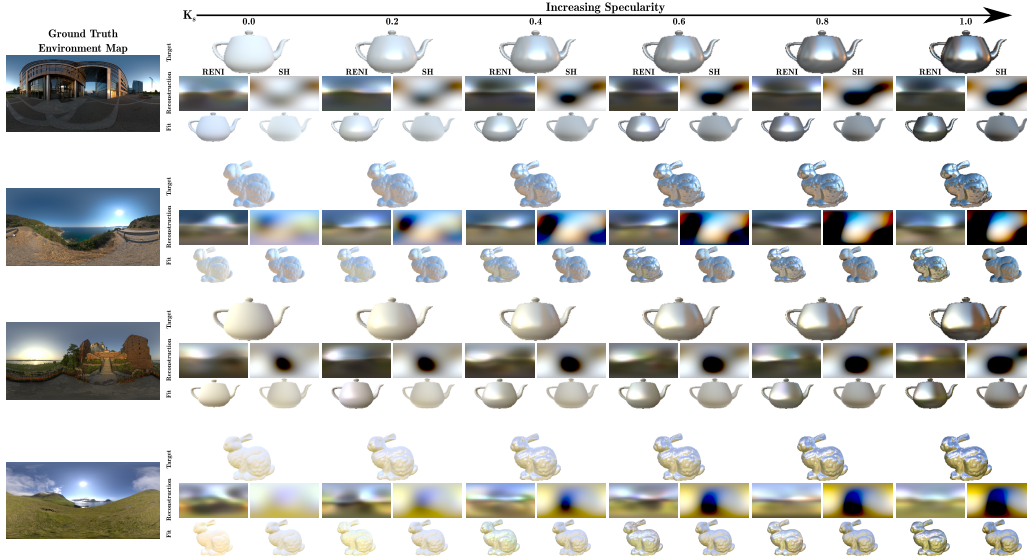 Increasing Specularity
Ks 0.0 0.2 0.4 0.6 0.8 1.0
Ground Truth
Environment Map
Target
RENI SH RENI SH RENI SH RENI SH RENI SH RENI SH
Reconstruction
Fit
Target
Reconstruction
Fit
Target
Reconstruction
Fit
Target
Reconstruction
Fit